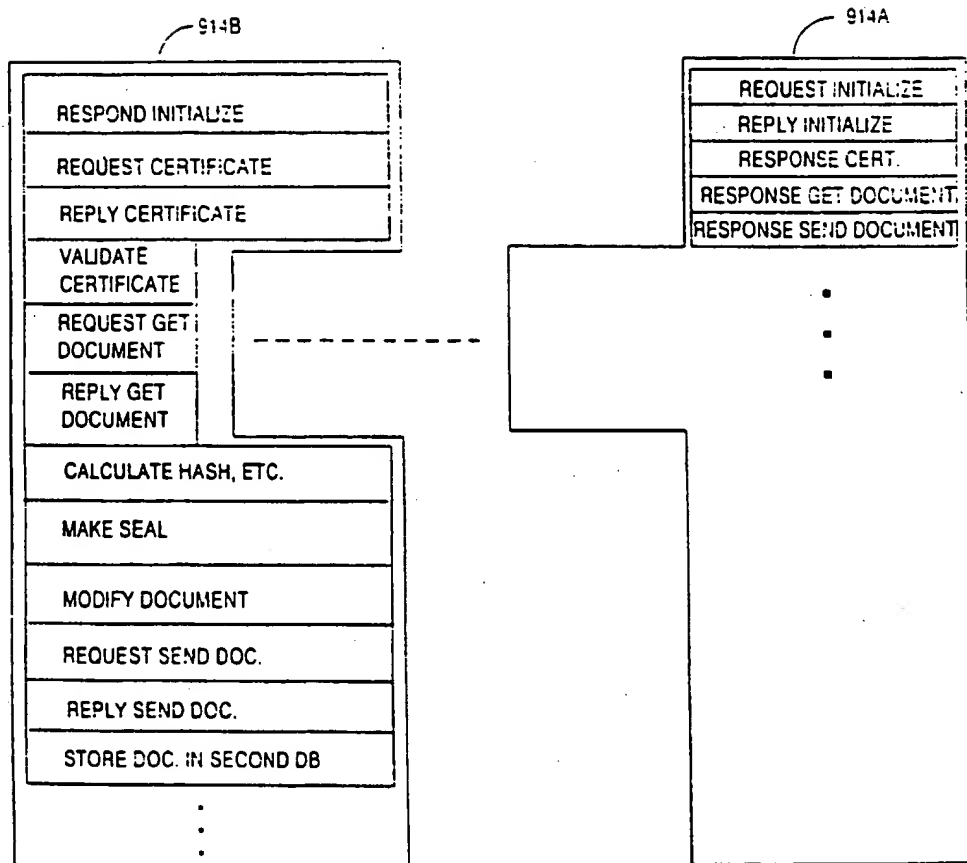 914B
RESPOND INITIALIZE
REQUEST CERTIFICATE
REPLY CERTIFICATE
VALIDATE
CERTIFICATE
REQUEST GET
DOCUMENT
REPLY GET
DOCUMENT
CALCULATE HASH, ETC.
MAKE SEAL
MODIFY DOCUMENT
REQUEST SEND DOC.
REPLY SEND DOC.
STORE DOC. IN SECOND DB
914A
REQUEST INITIALIZE
REPLY INITIALIZE
RESPONSE CERT.
RESPONSE GET DOCUMENT
RESPONSE SEND DOCUMENT